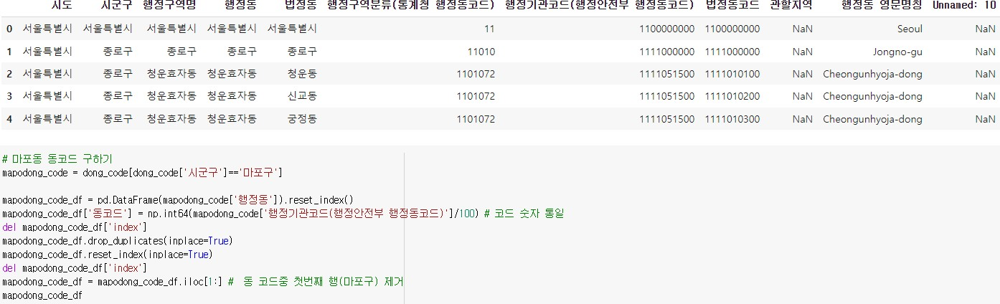 시도 시군구 행정구역명 행정동 법정동 행정구역분류(통계청 행정동코드) 행정기관코드(행정안전부 행정동코드) 법정동코드 관할지역 행정동 영문명칭 Unnamed: 10
0 서울특별시 서울특별시 서울특별시 서울특별시 서울특별시 11 1100000000 1100000000 NaN Seoul NaN
1 서울특별시 종로구 종로구 종로구 종로구 11010 1111000000 1111000000 NaN Jongno-gu NaN
2 서울특별시 종로구 청운효자동 청운효자동 청운동 1101072 1111051500 1111010100 NaN Cheongunhyoja-dong NaN
3 서울특별시 종로구 청운효자동 청운효자동 신교동 1101072 1111051500 1111010200 NaN Cheongunhyoja-dong NaN
4 서울특별시 종로구 청운효자동 청운효자동 궁정동 1101072 1111051500 1111010300 NaN Cheongunhyoja-dong NaN
# 마포동 동코드 구하기
mapodong_code = dong_code[dong_code['시군구']=='마포구']
mapodong_code_df = pd.DataFrame(mapodong_code['행정동']).reset_index()
mapodong_code_df['동코드'] = np.int64(mapodong_code['행정기관코드(행정안전부 행정동코드)']/100) # 코드 숫자 통일
del mapodong_code_df['index']
mapodong_code_df.drop_duplicates(inplace=True)
mapodong_code_df.reset_index(inplace=True)
del mapodong_code_df['index']
mapodong_code_df = mapodong_code_df.iloc[1:] #  동 코드중 첫번째 행(마포구) 제거
mapodong_code_df